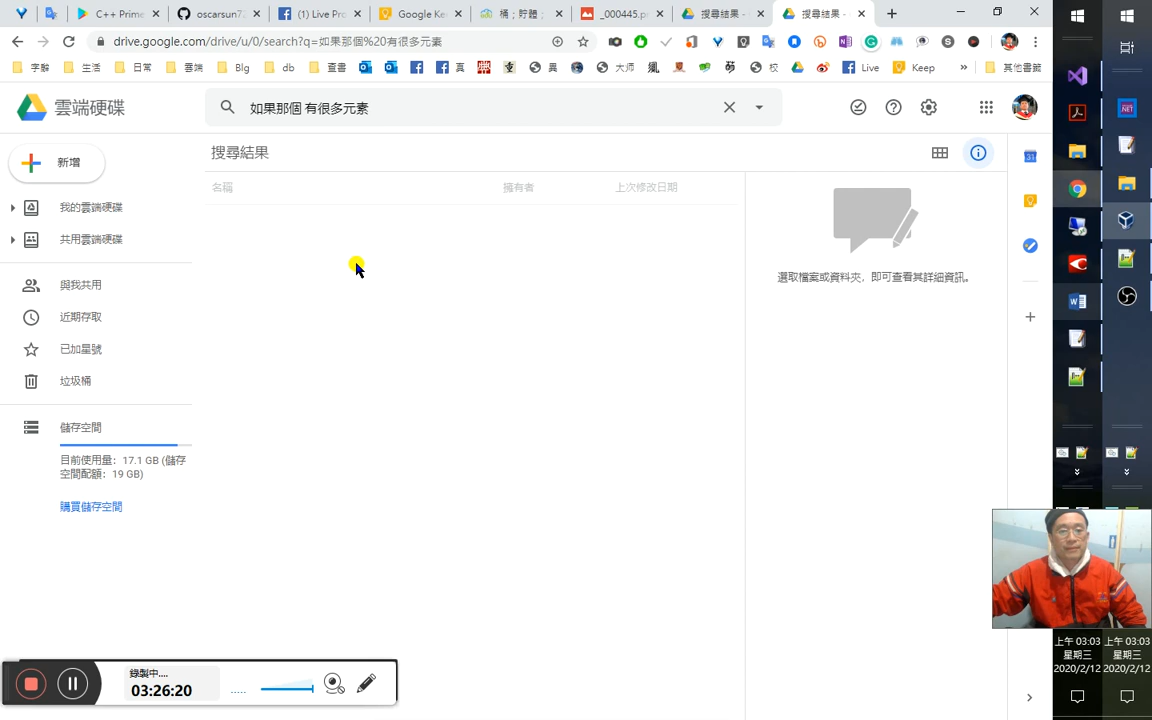 C++ Prime
oscarsun7
(1) Live Pro
Google Ke
桶；貯體；
_000445.p
搜尋結果 -
搜尋結果 -
drive.google.com/drive/u/0/search?q=如果那個%20有很多元素
字辭
生活
日常
雲端
Blg
db
查書
真
異
大师
校
Live
Keep
»
其他書籤
雲端硬碟
如果那個 有很多元素
新增
搜尋結果
名稱
擁有者
上次修改日期
我的雲端硬碟
共用雲端硬碟
與我共用
近期存取
已加星號
垃圾桶
儲存空間
目前使用量：17.1 GB (儲存
空間配額：19 GB)
購買儲存空間
選取檔案或資料夾，即可查看其詳細資訊。
31
.NET
錄製中....
03:26:20
上午 03:03
星期三
2020/2/12
上午 03:03
星期三
2020/2/12